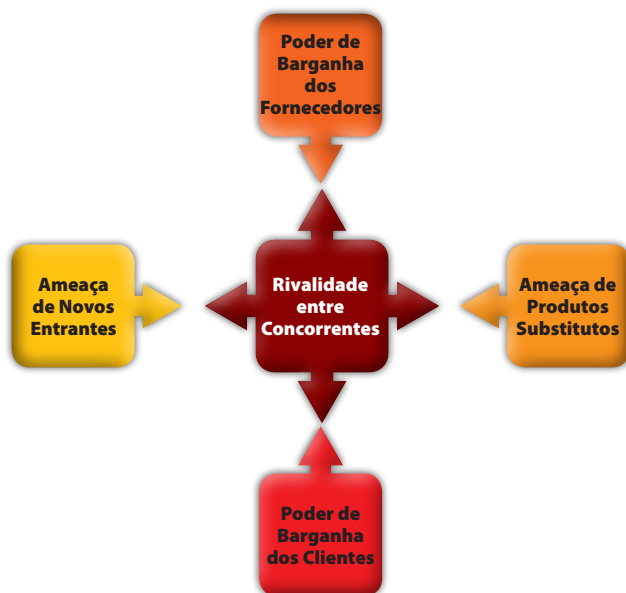 Poder de
Barganha
dos
Fornecedores
Ameaça
de Novos
Entrantes
Rivalidade
entre
Concorrentes
Ameaça de
Produtos
Substitutos
Poder de
Barganha
dos Clientes